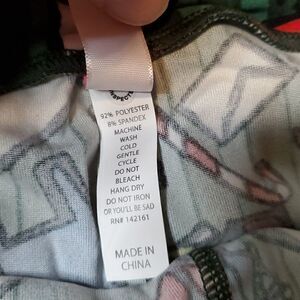 92% POLYESTER
8% SPANDEX
MACHINE
WASH
COLD
GENTLE
CYCLE
DO NOT
BLEACH
HANG DRY
DO NOT IRON
OR YOU'LL BE SAD
RN# 142161
MADE IN
CHINA